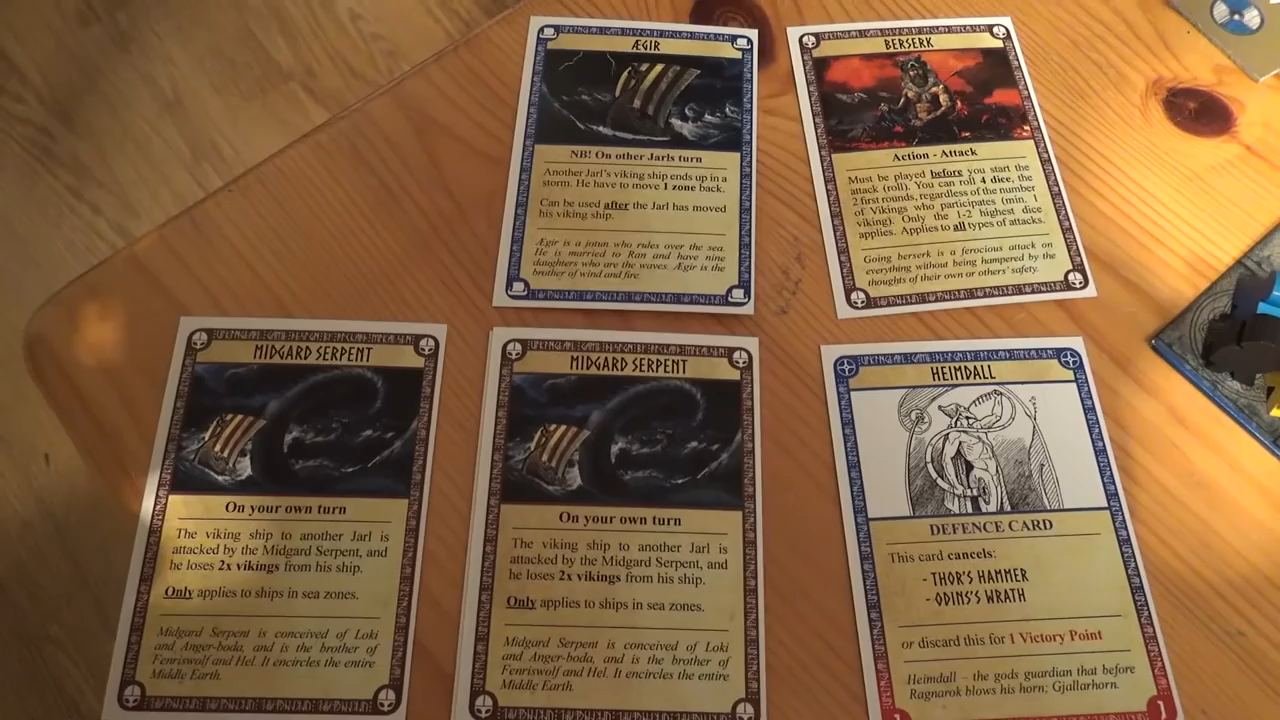 ÆGIR
NB! On other Jarls turn
Another Jarl's viking ship ends up in a
storm. He have to move 1 zone back.
Can be used after the Jarl has moved
his viking ship.
Ægir is a jotun who rules over the sea.
He is married to Ran and have nine
daughters who are the waves. Ægir is the
brother of wind and fire.
BERSERK
Action - Attack
Must be played before you start the
attack (roll). You can roll 4 dice, the
2 first rounds, regardless of the number
of Vikings who participates (min. 1
viking). Only the 1-2 highest dice
applies. Applies to all types of attacks.
Going berserk is a ferocious attack on
everything without being hampered by the
thoughts of their own or others' safety.
MIDGARD SERPENT
On your own turn
The viking ship to another Jarl is
attacked by the Midgard Serpent, and
he loses 2x vikings from his ship.
Only applies to ships in sea zones.
Midgard Serpent is conceived of Loki
and Anger-boda, and is the brother of
Fenriswolf and Hel. It encircles the entire
Middle Earth.
MIDGARD SERPENT
On your own turn
The viking ship to another Jarl is
attacked by the Midgard Serpent, and
he loses 2x vikings from his ship.
Only applies to ships in sea zones.
Midgard Serpent is conceived of Loki
and Anger-boda, and is the brother of
Fenriswolf and Hel. It encircles the entire
Middle Earth.
HEIMDALL
DEFENCE CARD
This card cancels:
- THOR'S HAMMER
- ODINS'S WRATH
or discard this for 1 Victory Point
Heimdall – the gods guardian that before
Ragnarok blows his horn; Gjallarhorn.
1 1